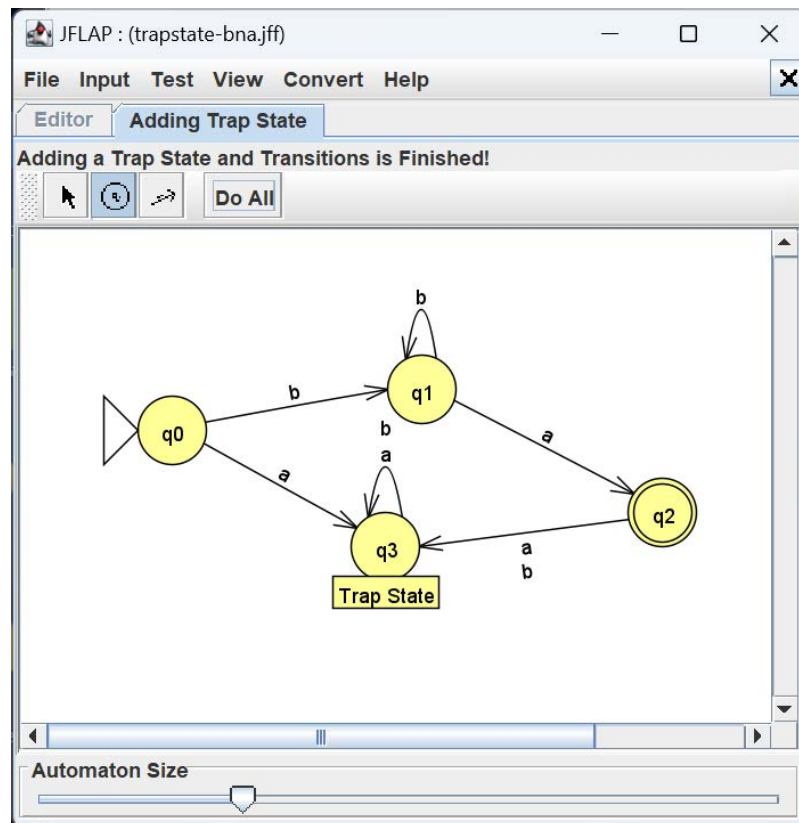 JFLAP : (trapstate-bna.jff)
File Input Test View Convert Help
Editor Adding Trap State
Adding a Trap State and Transitions is Finished!
Do All
b
b
q1
q0
b
a
a
a
q3
q2
a
b
Trap State
Automaton Size